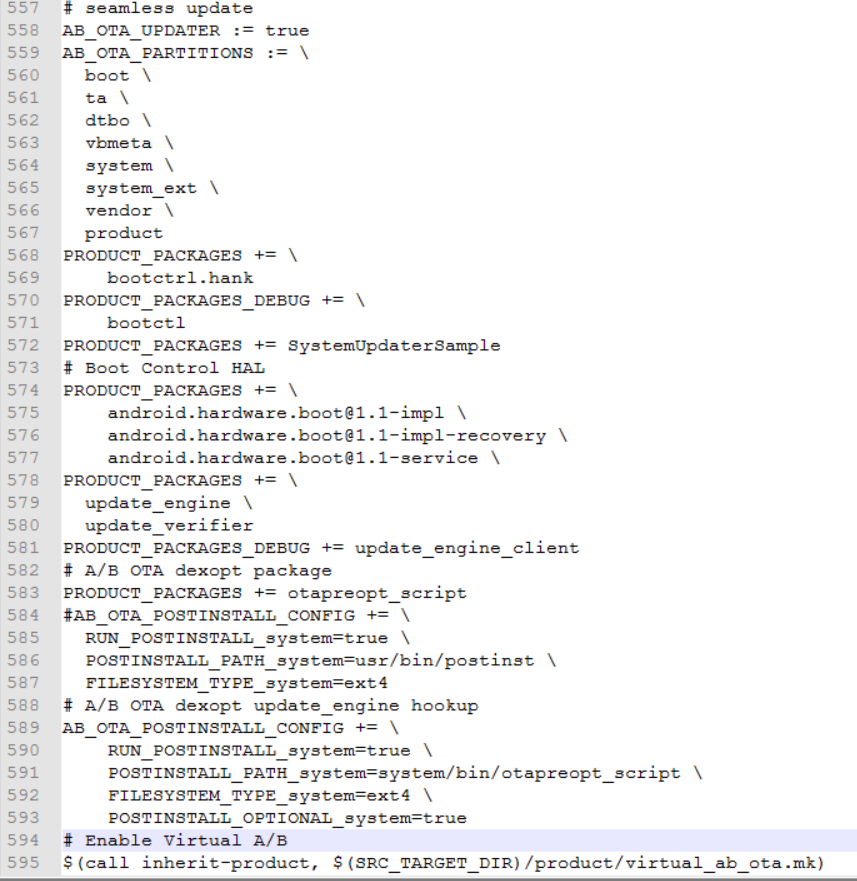 557 # seamless update
558 AB_OTA_UPDATER := true
559 AB_OTA_PARTITIONS := \
560   boot \
561   ta \
562   dtbo \
563   vbmeta \
564   system \
565   system_ext \
566   vendor \
567   product
568 PRODUCT_PACKAGES += \
569     bootctrl.hank
570 PRODUCT_PACKAGES_DEBUG += \
571     bootctl
572 PRODUCT_PACKAGES += SystemUpdaterSample
573 # Boot Control HAL
574 PRODUCT_PACKAGES += \
575     android.hardware.boot@1.1-impl \
576     android.hardware.boot@1.1-impl-recovery \
577     android.hardware.boot@1.1-service \
578 PRODUCT_PACKAGES += \
579   update_engine \
580   update_verifier
581 PRODUCT_PACKAGES_DEBUG += update_engine_client
582 # A/B OTA dexopt package
583 PRODUCT_PACKAGES += otapreopt_script
584 #AB_OTA_POSTINSTALL_CONFIG += \
585   RUN_POSTINSTALL_system=true \
586   POSTINSTALL_PATH_system=usr/bin/postinst \
587   FILESYSTEM_TYPE_system=ext4
588 # A/B OTA dexopt update_engine hookup
589 AB_OTA_POSTINSTALL_CONFIG += \
590     RUN_POSTINSTALL_system=true \
591     POSTINSTALL_PATH_system=system/bin/otapreopt_script \
592     FILESYSTEM_TYPE_system=ext4 \
593     POSTINSTALL_OPTIONAL_system=true
594 # Enable Virtual A/B
595 $(call inherit-product, $(SRC_TARGET_DIR)/product/virtual_ab_ota.mk)